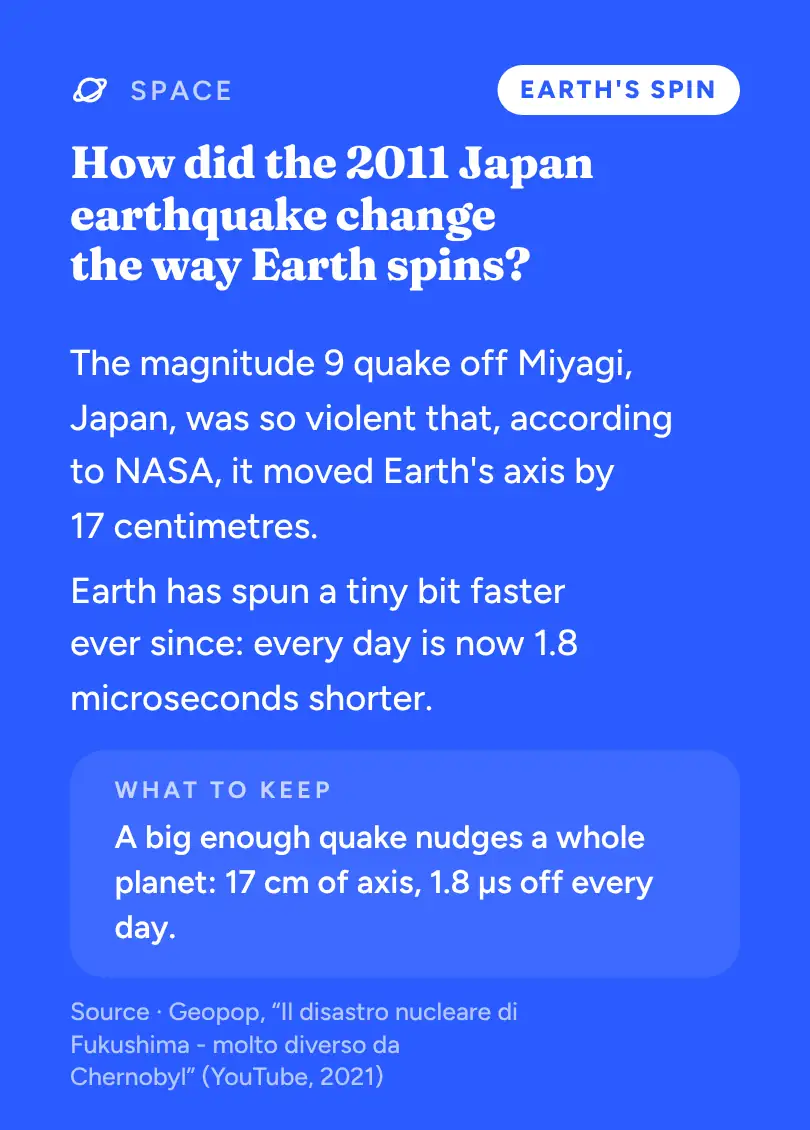 SPACE
EARTH'S SPIN
How did the 2011 Japan
earthquake change
the way Earth spins?
The magnitude 9 quake off Miyagi,
Japan, was so violent that, according
to NASA, it moved Earth's axis by
17 centimetres.
Earth has spun a tiny bit faster
ever since: every day is now 1.8
microseconds shorter.
WHAT TO KEEP
A big enough quake nudges a whole
planet: 17 cm of axis, 1.8 µs off every
day.
Source · Geopop, “Il disastro nucleare di
Fukushima - molto diverso da
Chernobyl” (YouTube, 2021)